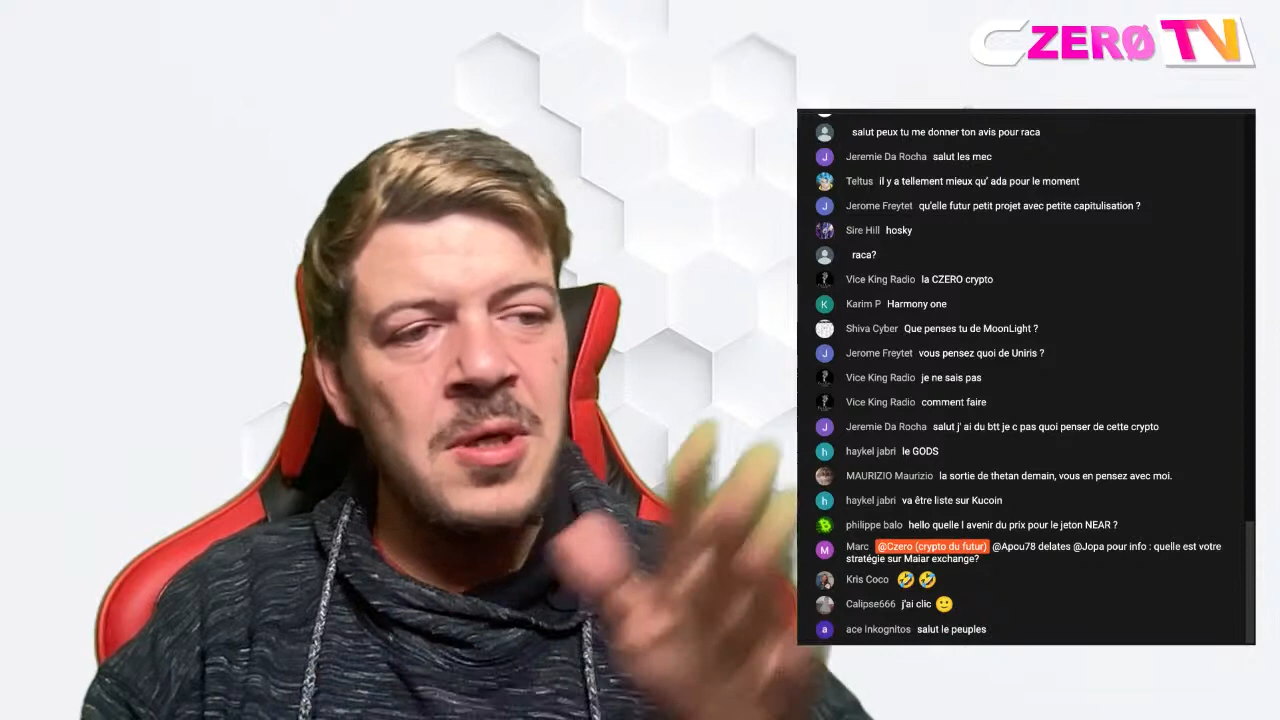 CZERØ TV
salut peux tu me donner ton avis pour raca
J Jeremie Da Rocha salut les mec
Teltus il y a tellement mieux qu' ada pour le moment
J Jerome Freytet qu'elle futur petit projet avec petite capitulisation ?
Sire Hill hosky
raca?
Vice King Radio la CZERO crypto
K Karim P Harmony one
Shiva Cyber Que penses tu de MoonLight ?
J Jerome Freytet vous pensez quoi de Uniris ?
Vice King Radio je ne sais pas
Vice King Radio comment faire
J Jeremie Da Rocha salut j' ai du btt je c pas quoi penser de cette crypto
h haykel jabri le GODS
MAURIZIO Maurizio la sortie de thetan demain, vous en pensez avec moi.
h haykel jabri va être liste sur Kucoin
philippe balo hello quelle l avenir du prix pour le jeton NEAR ?
M Marc @Czero (crypto du futur) @Apou78 delates @Jopa pour info : quelle est votre
stratégie sur Maiar exchange?
Kris Coco 🤣 🤣
Calipse666 j'ai clic 🙂
a ace inkognitos salut le peuples